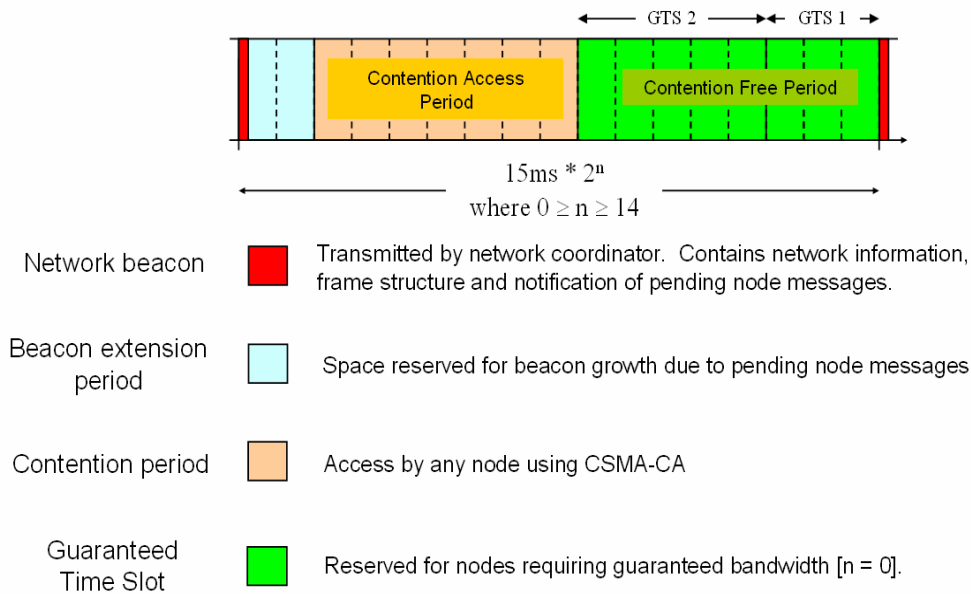 GTS 2
GTS 1
Contention Access
Period
Contention Free Period
15ms * 2ⁿ
where 0 ≥ n ≥ 14
Network beacon
Transmitted by network coordinator. Contains network information,
frame structure and notification of pending node messages.
Beacon extension
period
Space reserved for beacon growth due to pending node messages
Contention period
Access by any node using CSMA-CA
Guaranteed
Time Slot
Reserved for nodes requiring guaranteed bandwidth [n = 0].